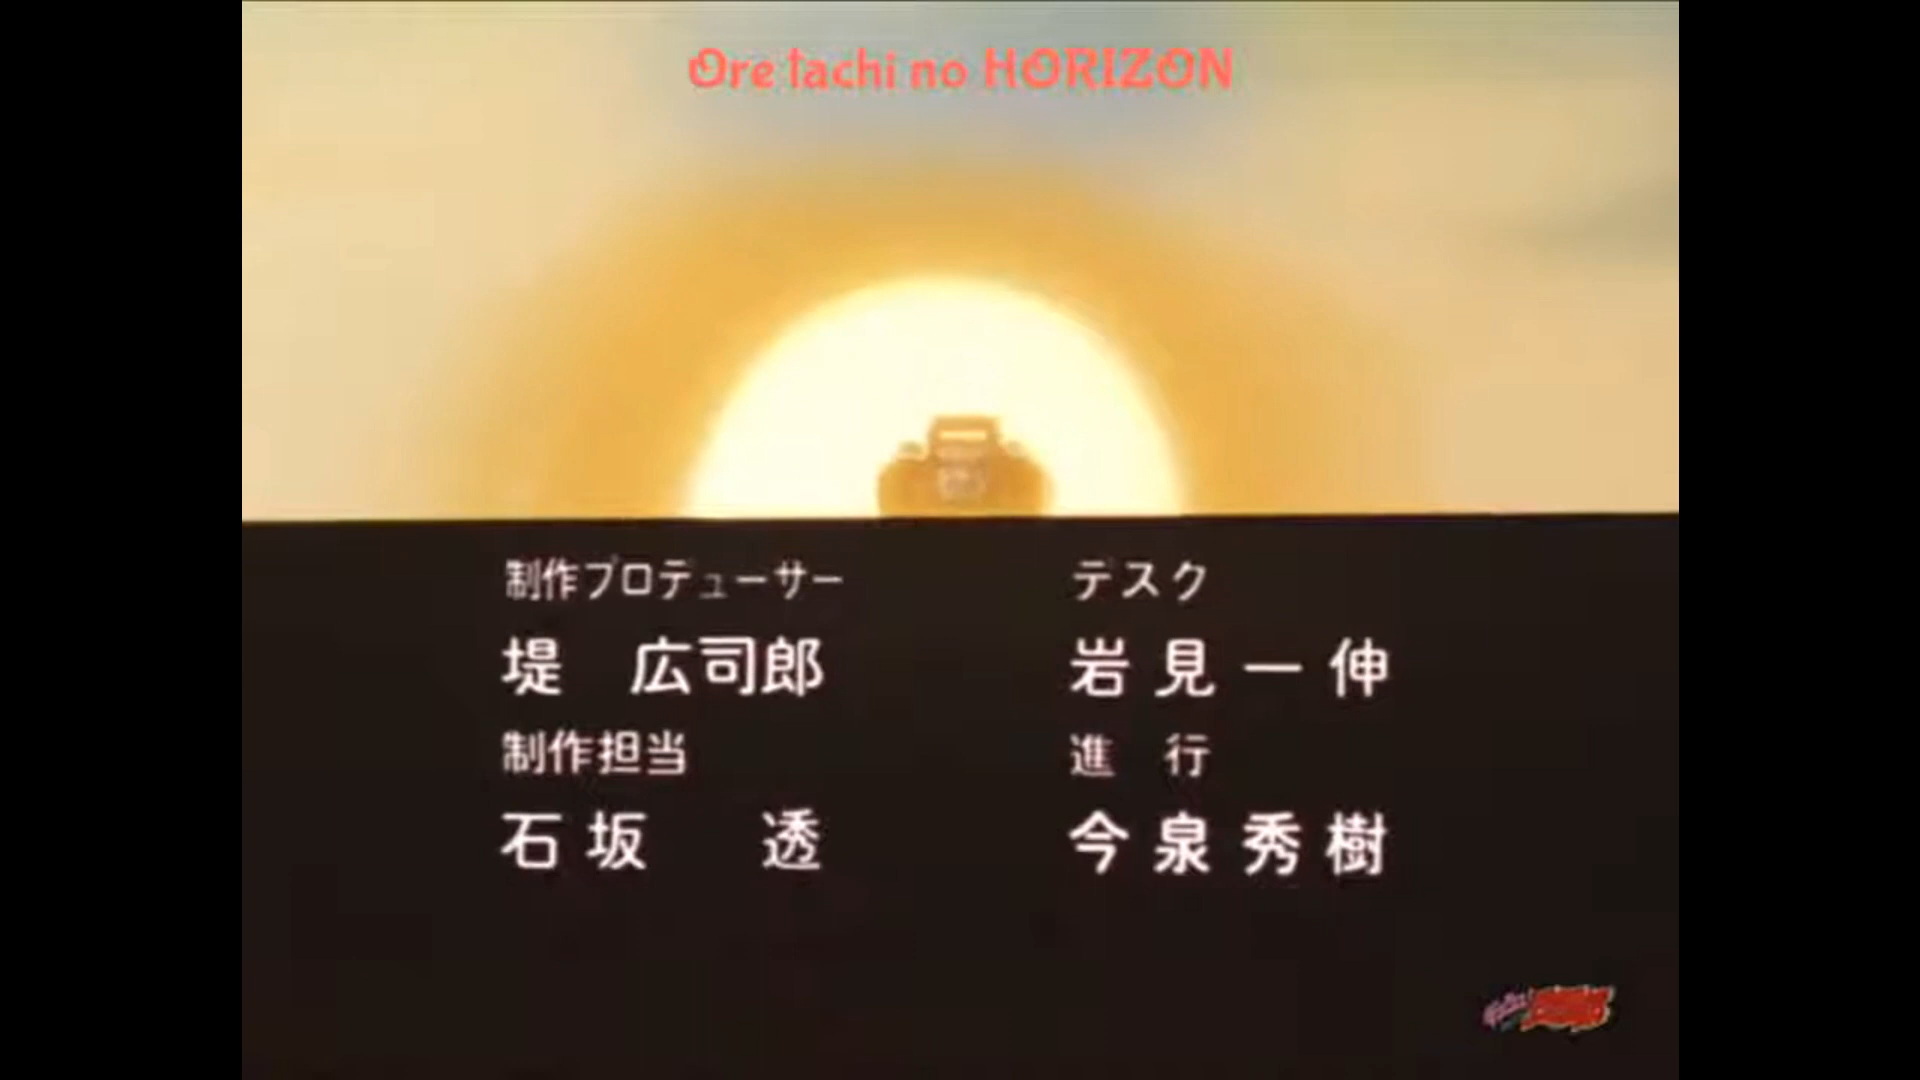 Ore tachi no HORIZON
制作プロデューサー
堤 広司郎
デスク
岩見一伸
制作担当
石坂 透
進 行
今泉秀樹